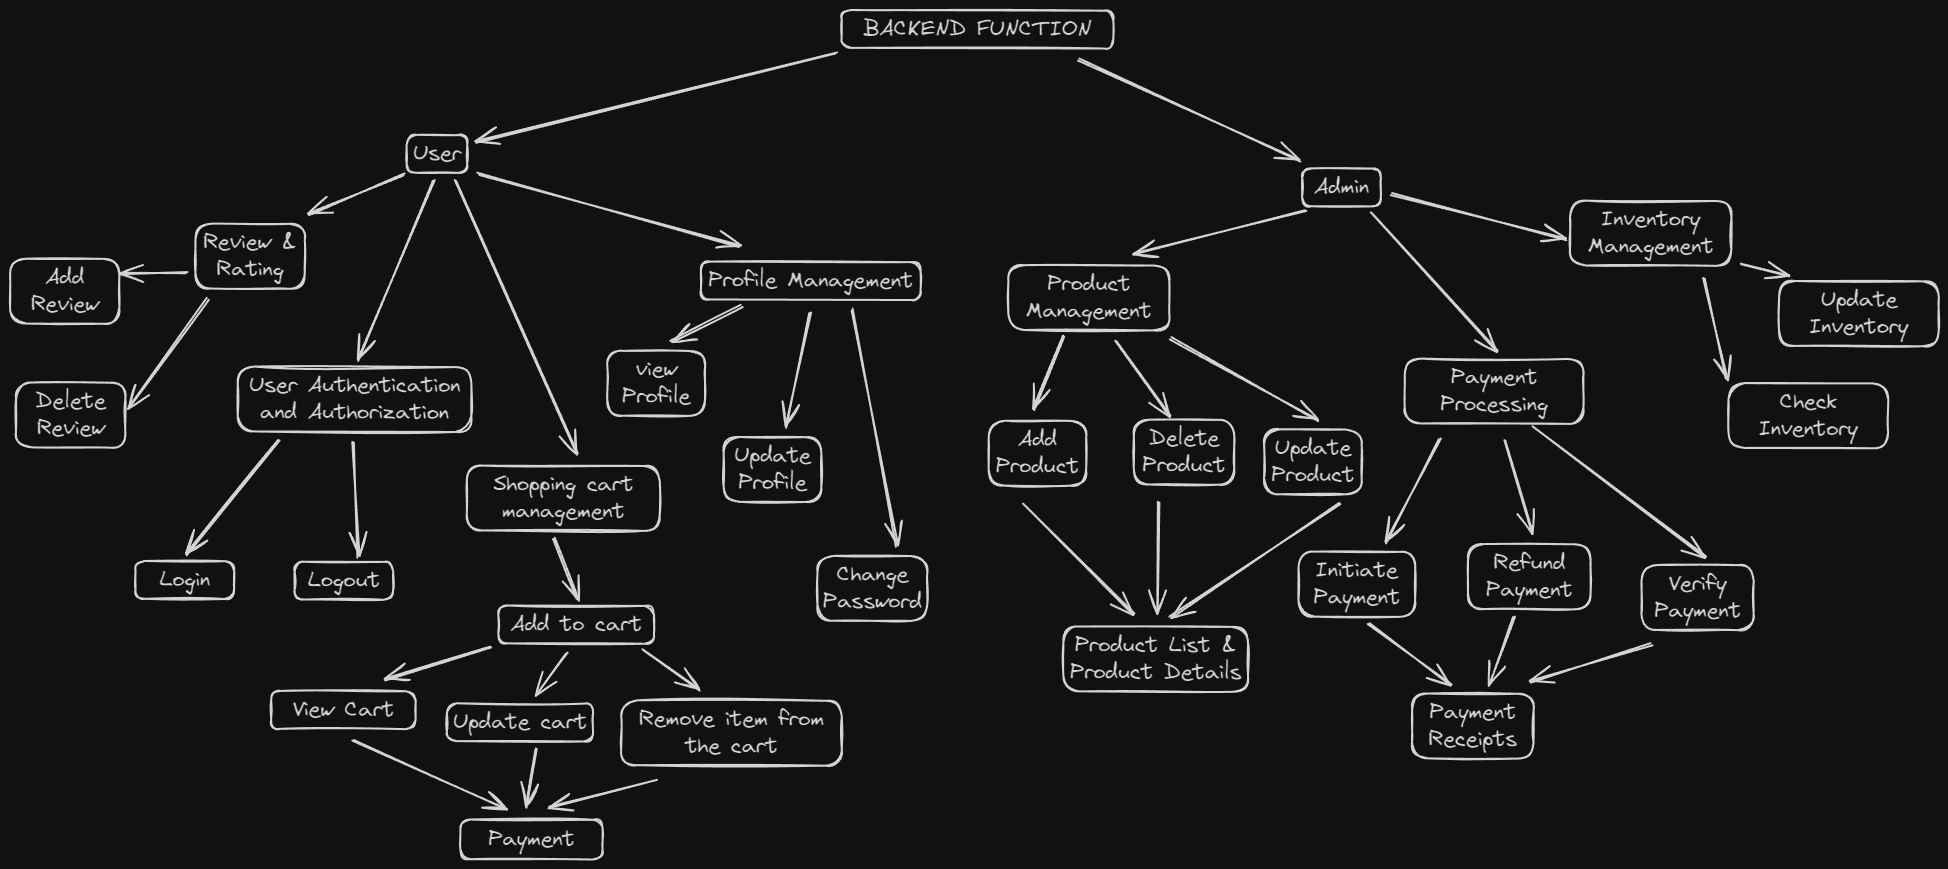 BACKEND FUNCTION
User
Admin
Review &
Rating
Add
Review
Delete
Review
User Authentication
and Authorization
Login
Logout
Shopping cart
management
Add to cart
View Cart
Update cart
Remove item from
the cart
Payment
Profile Management
view
Profile
Update
Profile
Change
Password
Product
Management
Add
Product
Delete
Product
Update
Product
Product List &
Product Details
Payment
Processing
Initiate
Payment
Refund
Payment
Verify
Payment
Payment
Receipts
Inventory
Management
Update
Inventory
Check
Inventory